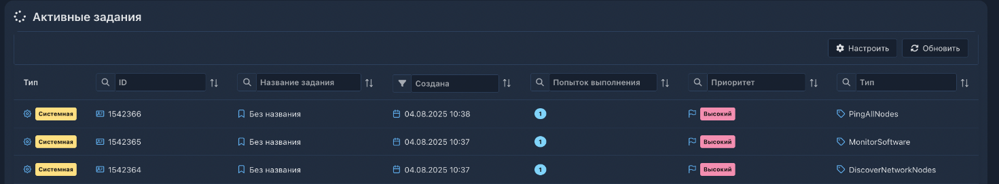 Активные задания
Настроить Обновить
Тип ID Название задания Создана Попыток выполнения Приоритет Тип
Системная 1542366 Без названия 04.08.2025 10:38 1 Высокий PingAllNodes
Системная 1542365 Без названия 04.08.2025 10:37 1 Высокий MonitorSoftware
Системная 1542364 Без названия 04.08.2025 10:37 1 Высокий DiscoverNetworkNodes